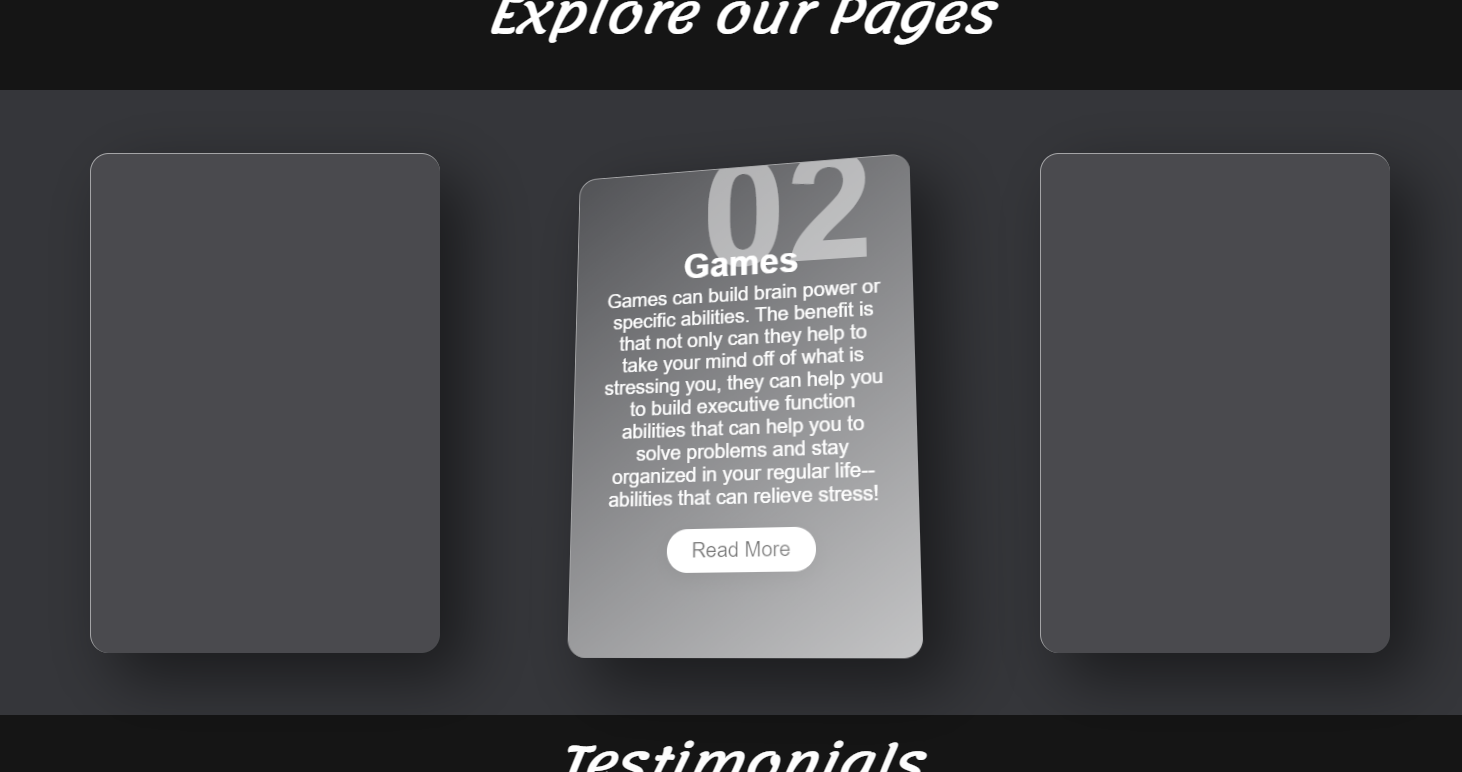 Explore our Pages
02
Games
Games can build brain power or
specific abilities. The benefit is
that not only can they help to
take your mind off of what is
stressing you, they can help you
to build executive function
abilities that can help you to
solve problems and stay
organized in your regular life--
abilities that can relieve stress!
Read More
Testimonials